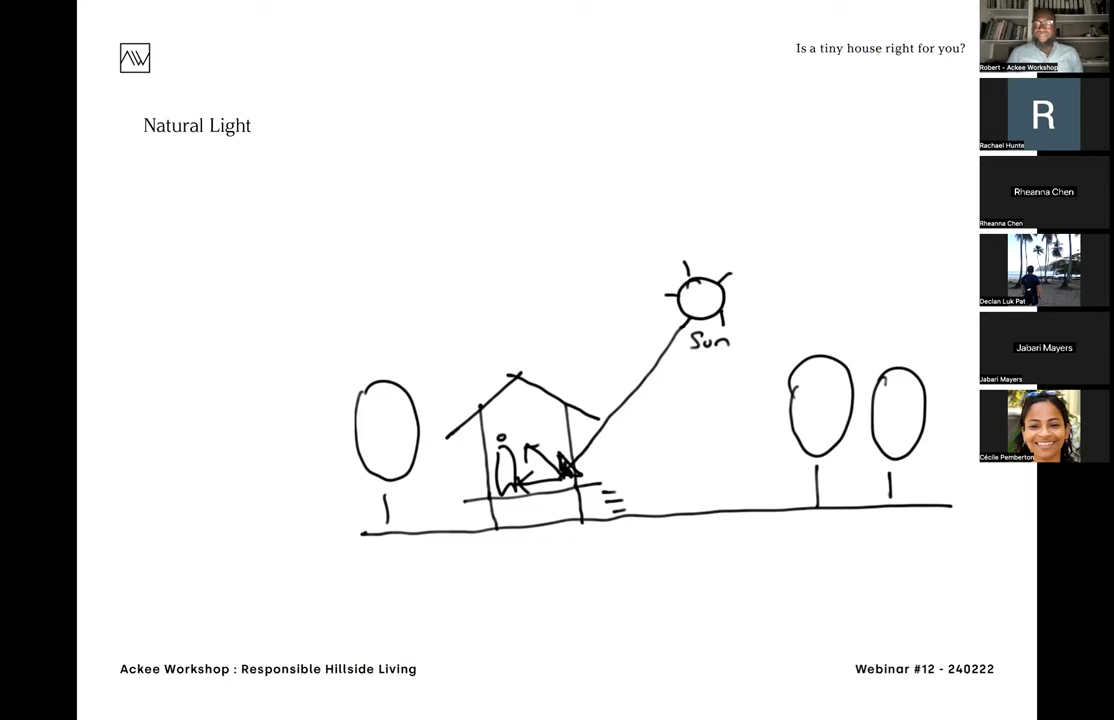 Is a tiny house right for you?
Natural Light
Sun
Ackee Workshop : Responsible Hillside Living
Webinar #12 - 240222
Robert - Ackee Workshop
R
Rachael Hunte
Rheanna Chen
Rheanna Chen
Declan Luk Pat
Jabari Mayers
Jabari Mayers
Cécile Pemberton